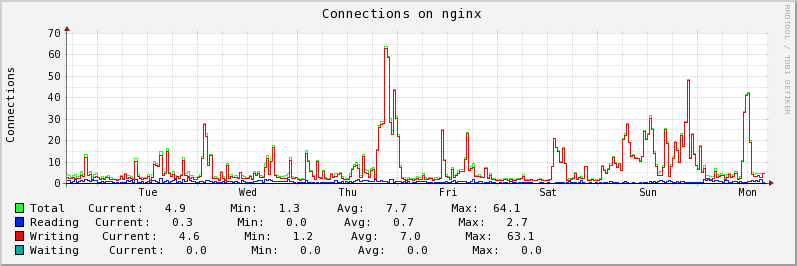 Connections on nginx
RRDTOOL / TOBI OETIKER
Connections
70
60
50
40
30
20
10
0
Tue Wed Thu Fri Sat Sun Mon
Total Current: 4.9 Min: 1.3 Avg: 7.7 Max: 64.1
Reading Current: 0.3 Min: 0.0 Avg: 0.7 Max: 2.7
Writing Current: 4.6 Min: 1.2 Avg: 7.0 Max: 63.1
Waiting Current: 0.0 Min: 0.0 Avg: 0.0 Max: 0.0